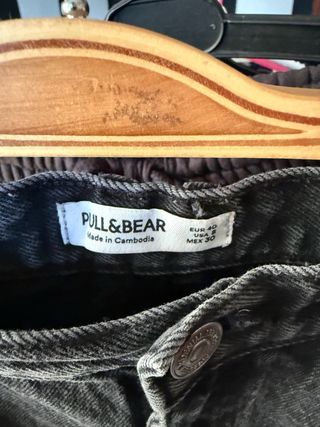 PULL&BEAR
Made in Cambodia
EUR 40
USA 8
MEX 30